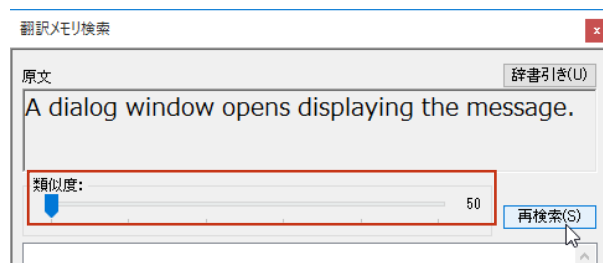 翻訳メモリ検索
x
原文
辞書引き(U)
A dialog window opens displaying the message.
類似度:
50
再検索(S)